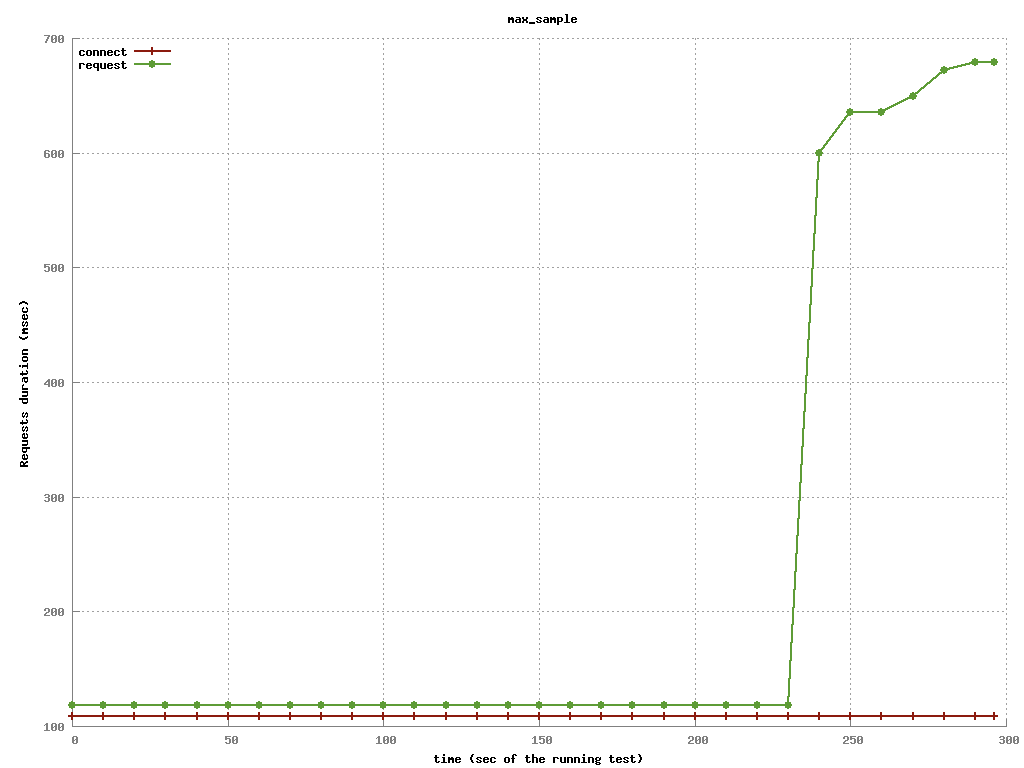 max_sample
connect
request
700
600
500
400
300
200
100
0 50 100 150 200 250 300
Requests duration (msec)
time (sec of the running test)